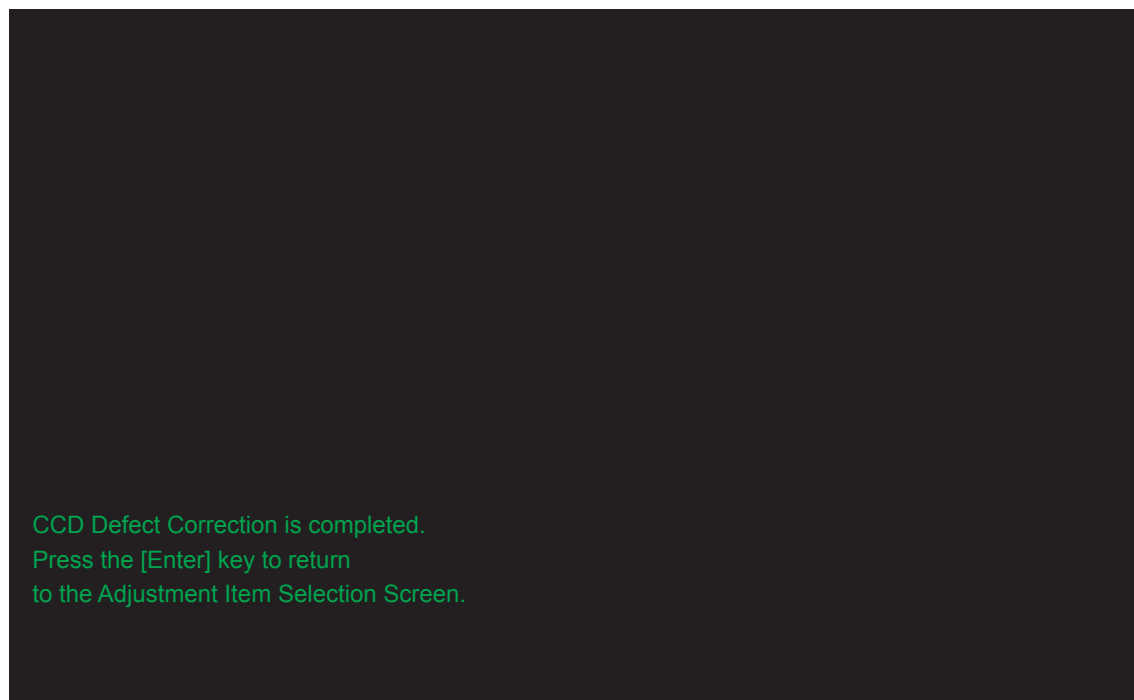 CCD Defect Correction is completed.
Press the [Enter] key to return
to the Adjustment Item Selection Screen.